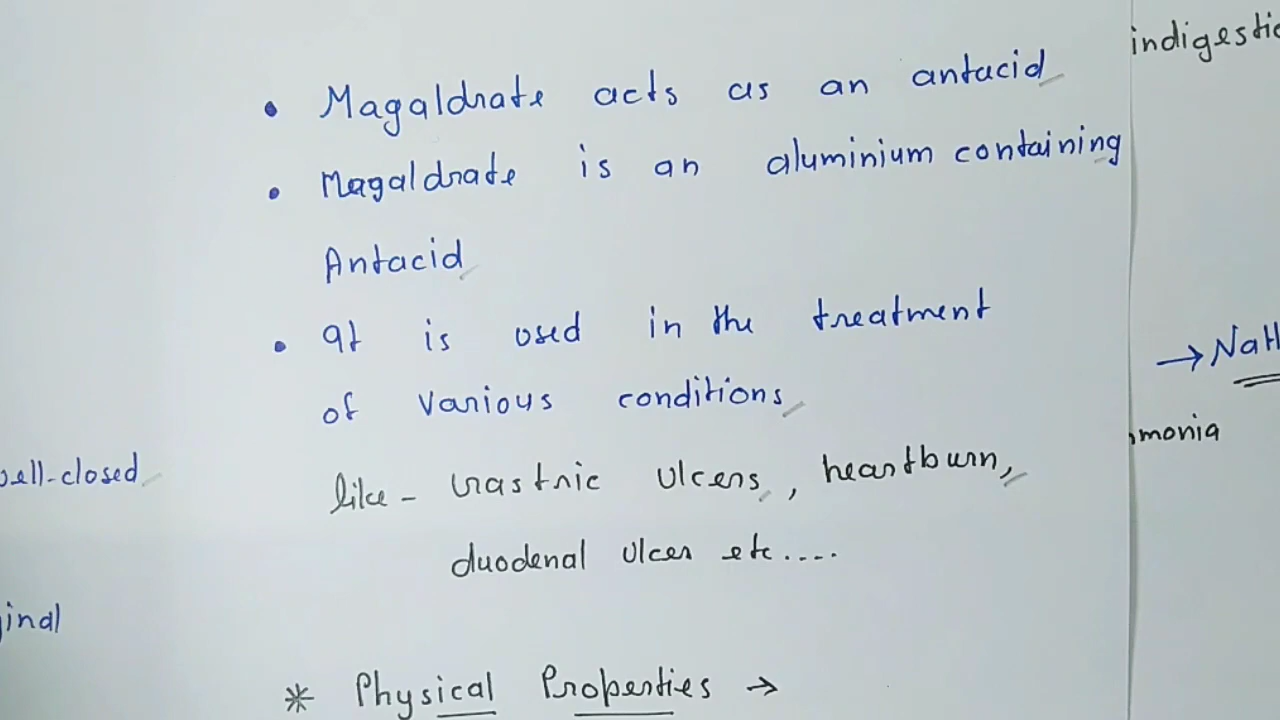 indigestic
• Magaldrate acts as an antacid
• Magaldrate is an aluminium containing
Antacid
• It is used in the treatment
of various conditions
→ NaH
monia
well-closed
like - Gastric Ulcers, heartburn,
duodenal ulcer etc....
ginal
* Physical Properties →